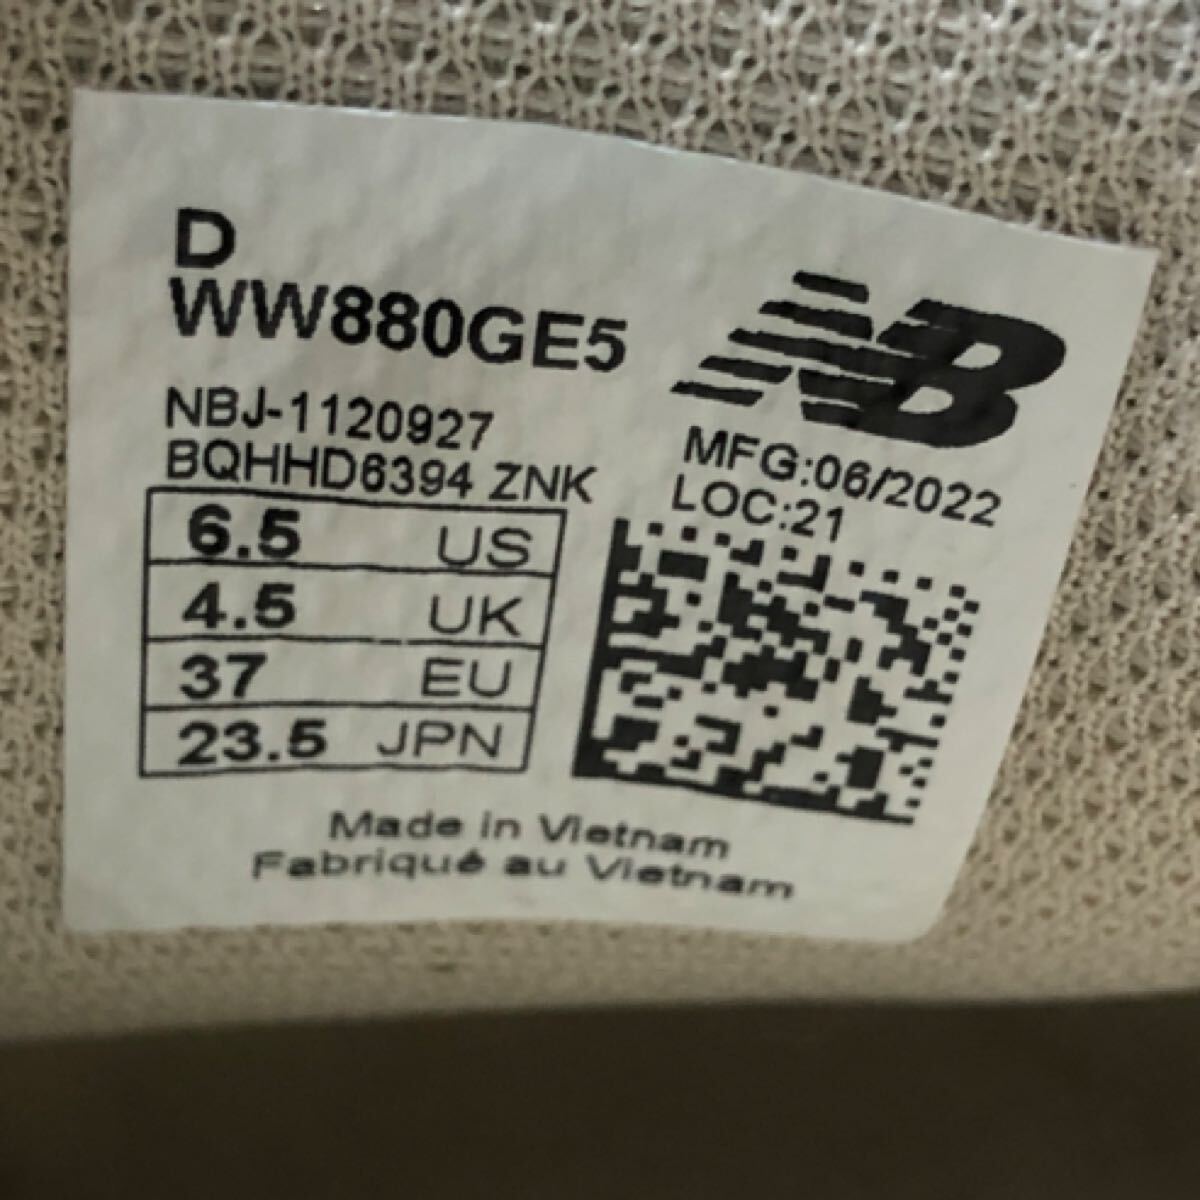 D
WW880GE5
NBJ-1120927
BQHHD6394 ZNK
6.5 US
4.5 UK
37 EU
23.5 JPN
NB
MFG:06/2022
LOC:21
Made in Vietnam
Fabriqué au Vietnam